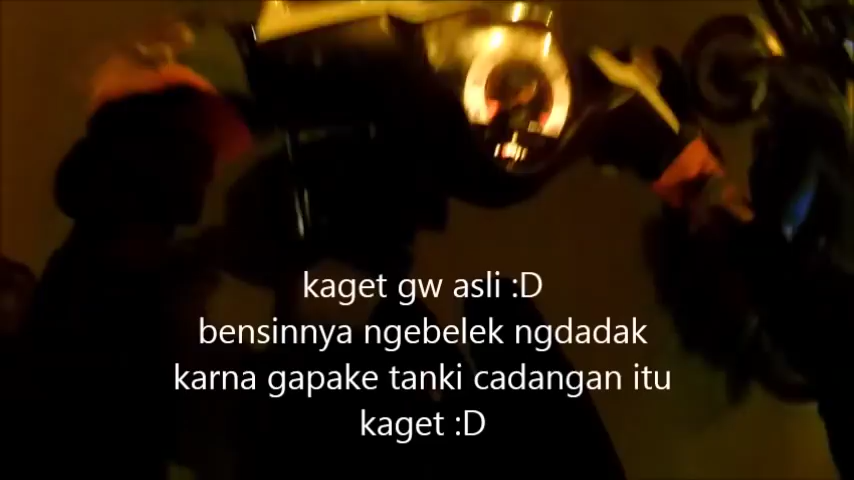 kaget gw asli :D
bensinnya ngebelek ngdadak
karna gapake tanki cadangan itu
kaget :D